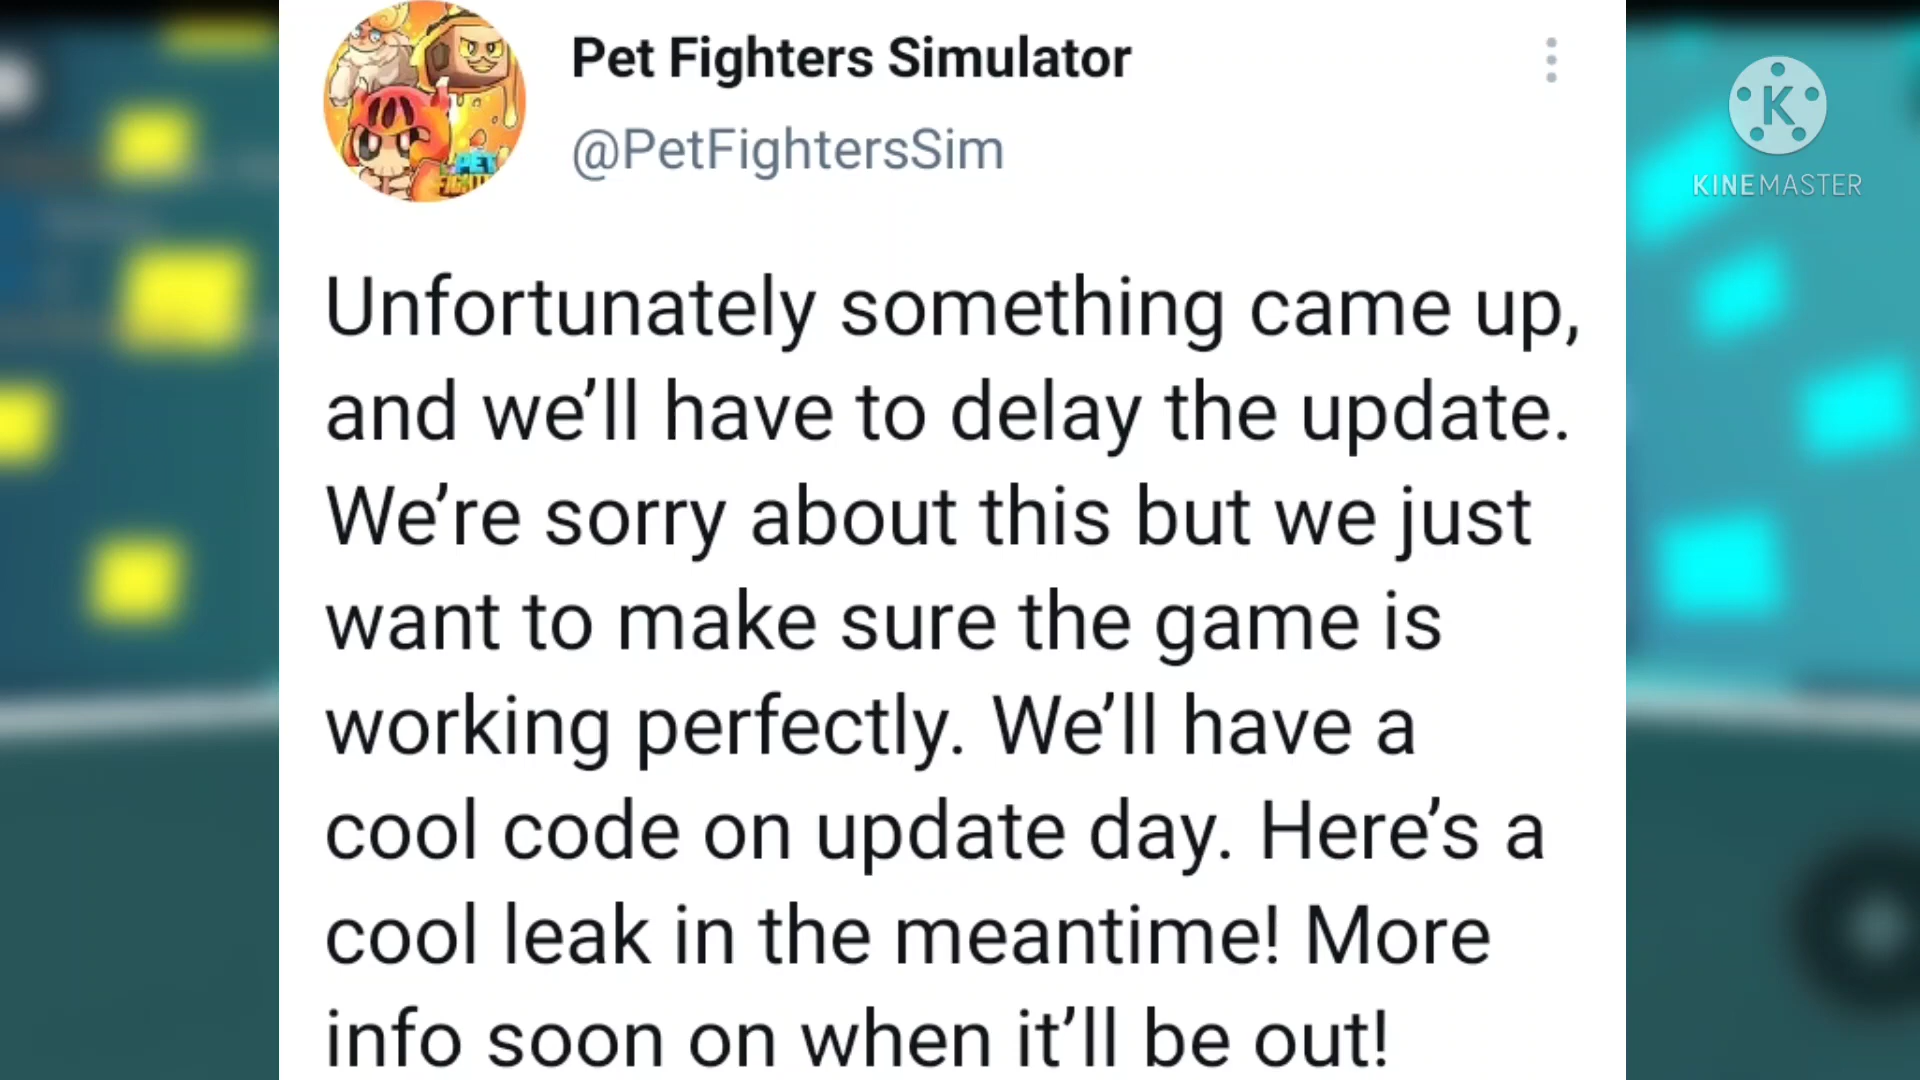 Pet Fighters Simulator
@PetFightersSim
Unfortunately something came up,
and we’ll have to delay the update.
We’re sorry about this but we just
want to make sure the game is
working perfectly. We’ll have a
cool code on update day. Here’s a
cool leak in the meantime! More
info soon on when it’ll be out!
K
KINEMASTER
PET
FIGHT